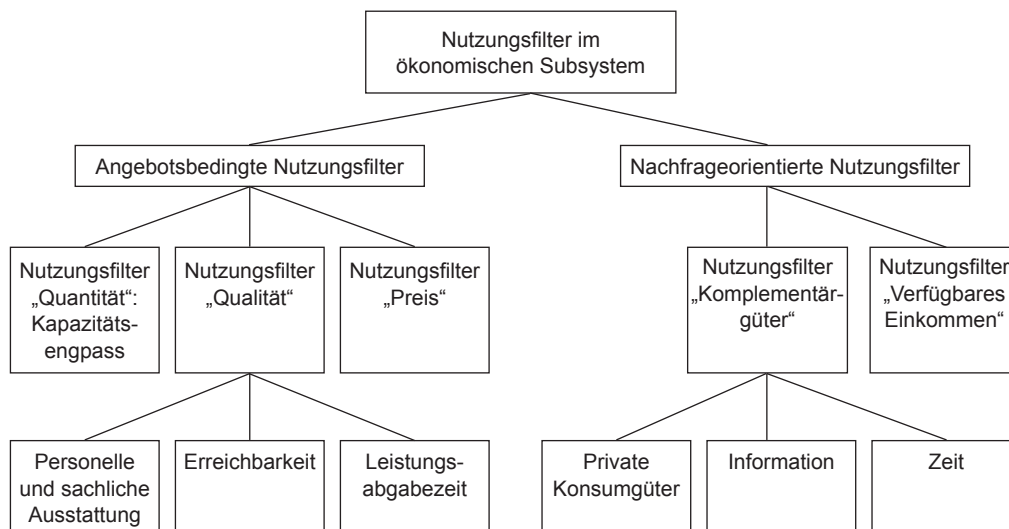 Nutzungsfilter im
ökonomischen Subsystem
Angebotsbedingte Nutzungsfilter
Nachfrageorientierte Nutzungsfilter
Nutzungsfilter
„Quantität“:
Kapazitäts-
engpass
Nutzungsfilter
„Qualität“
Nutzungsfilter
„Preis“
Nutzungsfilter
„Komplementär-
güter“
Nutzungsfilter
„Verfügbares
Einkommen“
Personelle
und sachliche
Ausstattung
Erreichbarkeit
Leistungs-
abgabezeit
Private
Konsumgüter
Information
Zeit